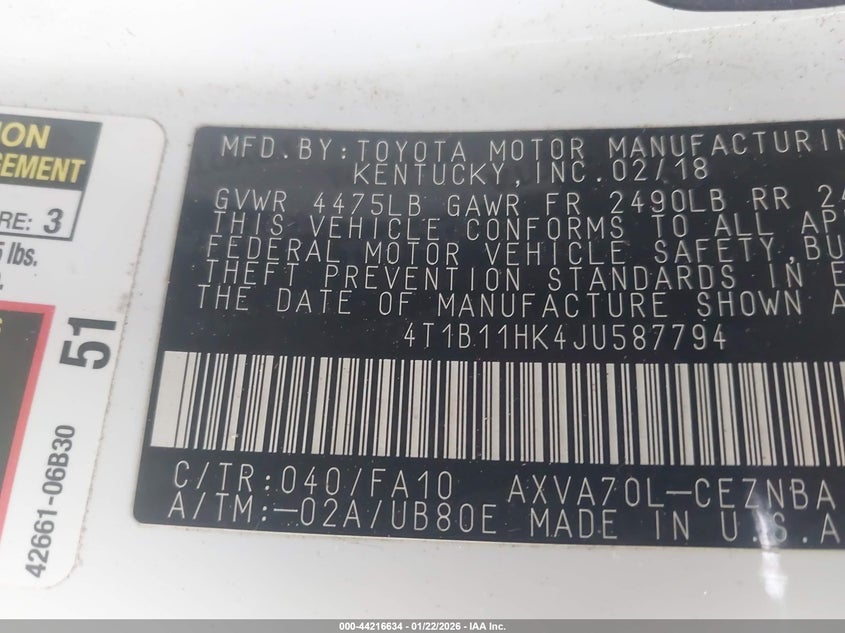 ION
GEMENT
RE: 3
5 lbs.
51
42661-06B30
MFD.BY:TOYOTA MOTOR MANUFACTURIN
KENTUCKY,INC.02/18
GVWR 4475LB GAWR FR 2490LB RR 24
THIS VEHICLE CONFORMS TO ALL AP
FEDERAL MOTOR VEHICLE SAFETY,BU
THEFT PREVENTION STANDARDS IN E
THE DATE OF MANUFACTURE SHOWN A
4T1B11HK4JU587794
C/TR:040/FA10 AXVA70L-CEZNBA
A/TM:-02A/UB80E MADE IN U.S.A
000-44216634 - 01/22/2026 - IAA Inc.